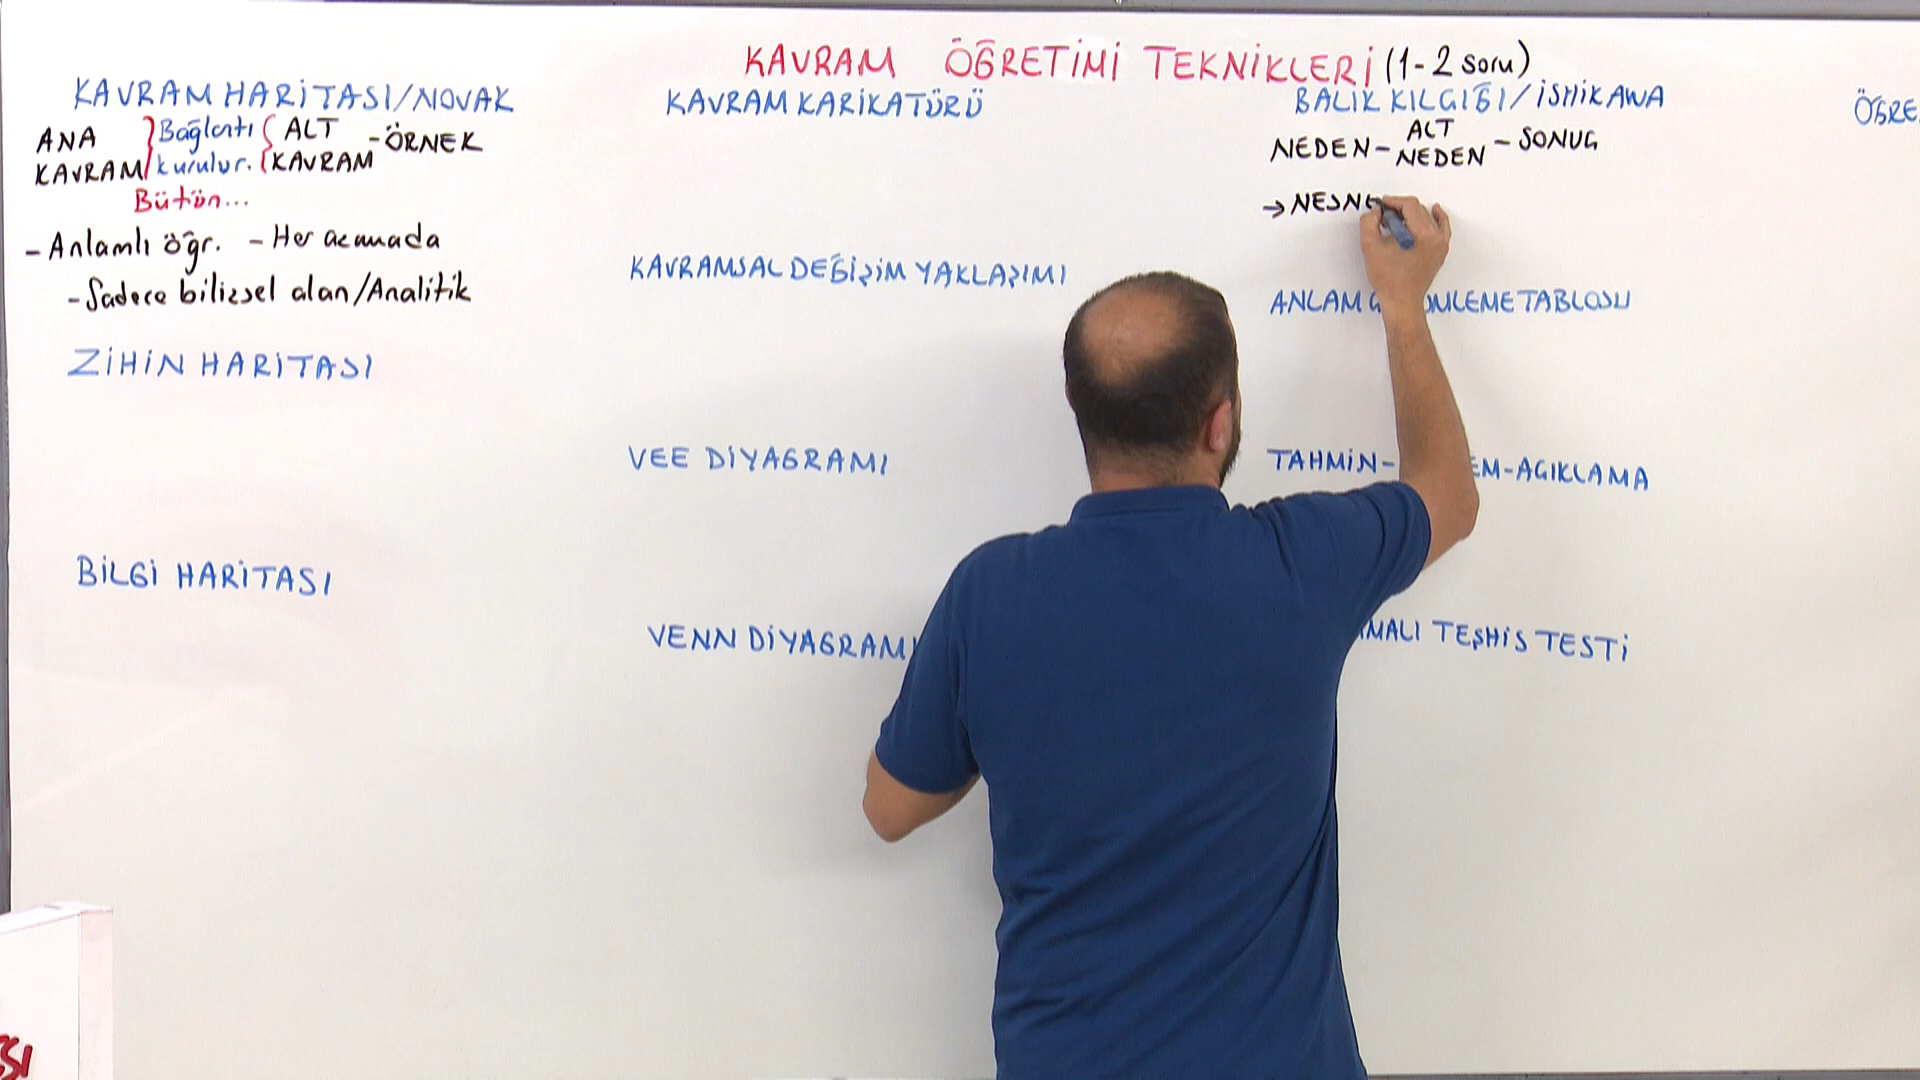 KAVRAM ÖĞRETİMİ TEKNİKLERİ (1-2 soru)
KAVRAM HARİTASI/NOVAK
ANA KAVRAM
Bağlantı kurulur.
ALT KAVRAM
-ÖRNEK
Bütün...
-Anlamlı öğr. -Her aşamada
-Sadece bilişsel alan/Analitik
ZİHİN HARİTASI
BİLGİ HARİTASI
KAVRAM KARİKATÜRÜ
KAVRAMSAL DEĞİŞİM YAKLAŞIMI
VEE DİYAGRAMI
VENN DİYAGRAMI
BALIK KILÇIĞI/İSHİKAWA
NEDEN - ALT NEDEN - SONUÇ
→ NESNE
ANLAM TABLOSU
TAHMİN- -AÇIKLAMA
TEŞHİS TESTİ